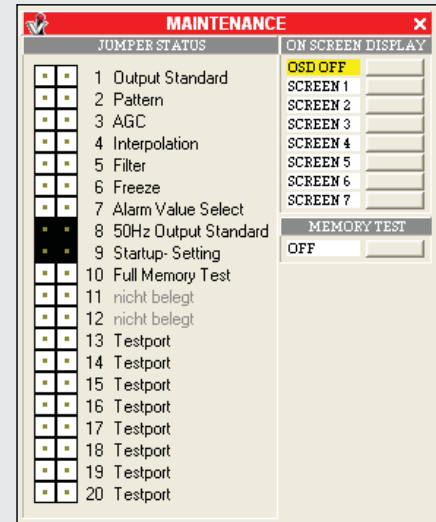 MAINTENANCE
JUMPER STATUS
1 Output Standard
2 Pattern
3 AGC
4 Interpolation
5 Filter
6 Freeze
7 Alarm Value Select
8 50Hz Output Standard
9 Startup- Setting
10 Full Memory Test
11 nicht belegt
12 nicht belegt
13 Testport
14 Testport
15 Testport
16 Testport
17 Testport
18 Testport
19 Testport
20 Testport
ON SCREEN DISPLAY
OSD OFF
SCREEN 1
SCREEN 2
SCREEN 3
SCREEN 4
SCREEN 5
SCREEN 6
SCREEN 7
MEMORY TEST
OFF